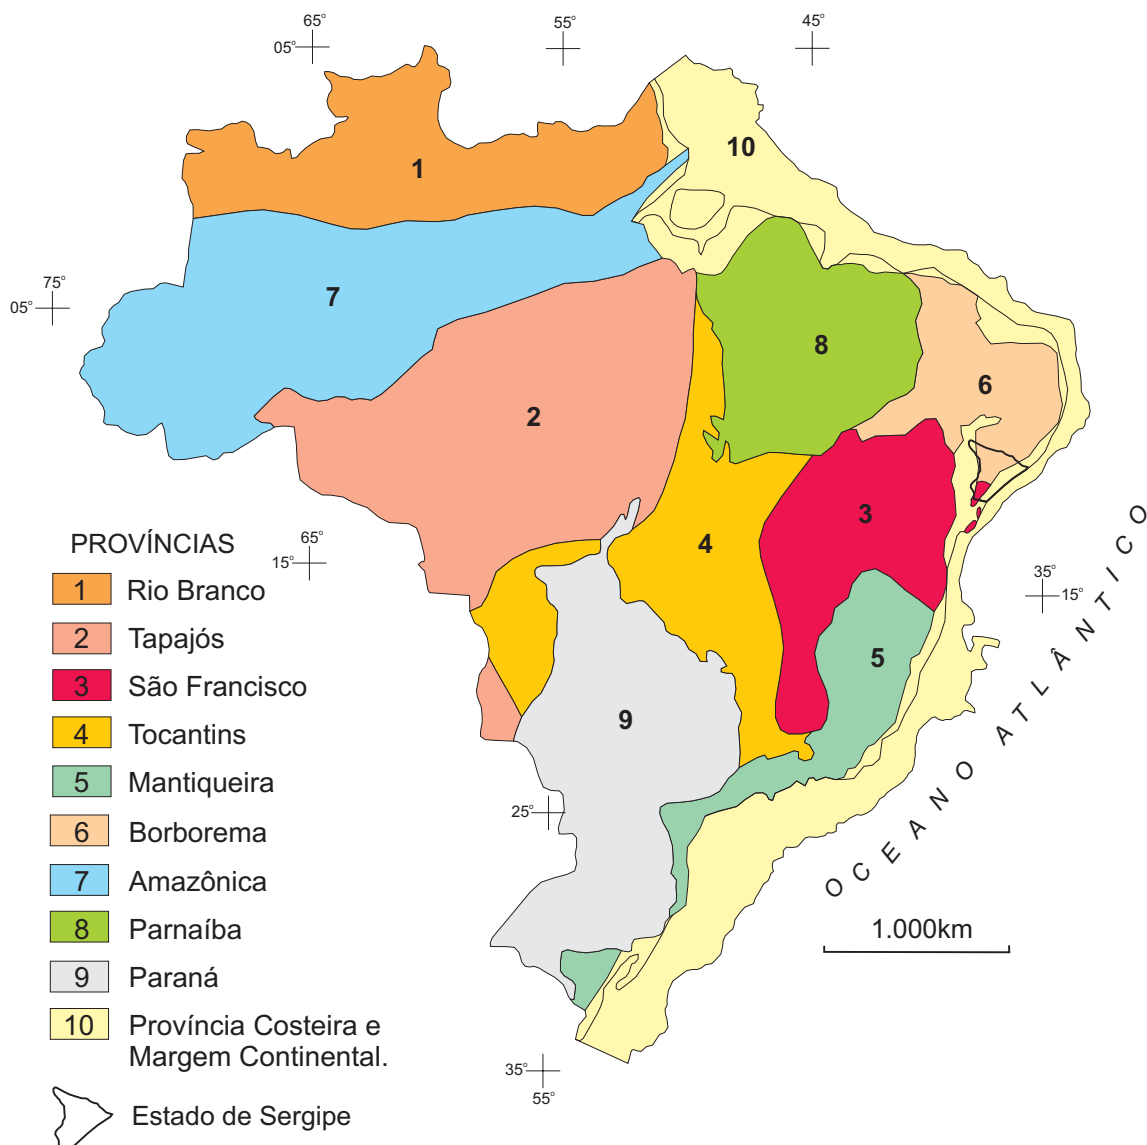 65°
55°
45°
05°
10
1
75°
05°
7
8
6
2
3
4
65°
15°
35°
15°
5
9
25°
35°
55°
OCEANO ATLÂNTICO
1.000km
PROVÍNCIAS
1 Rio Branco
2 Tapajós
3 São Francisco
4 Tocantins
5 Mantiqueira
6 Borborema
7 Amazônica
8 Parnaíba
9 Paraná
10 Província Costeira e
Margem Continental.
Estado de Sergipe